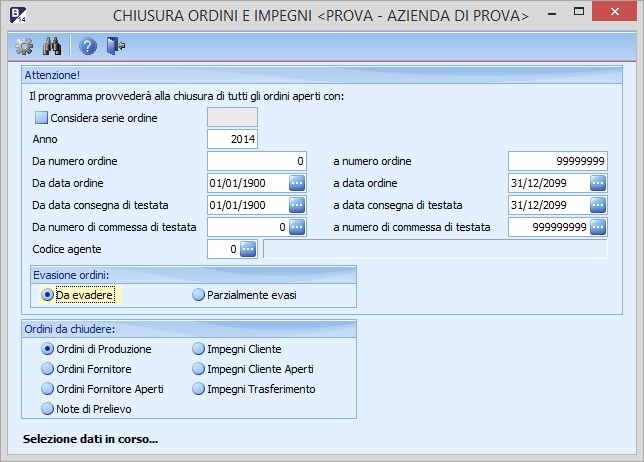 B 14 CHIUSURA ORDINI E IMPEGNI <PROVA - AZIENDA DI PROVA>
Attenzione!
Il programma provvederà alla chiusura di tutti gli ordini aperti con:
Considera serie ordine
Anno 2014
Da numero ordine 0 a numero ordine 99999999
Da data ordine 01/01/1900 a data ordine 31/12/2099
Da data consegna di testata 01/01/1900 a data consegna di testata 31/12/2099
Da numero di commessa di testata 0 a numero di commessa di testata 999999999
Codice agente 0
Evasione ordini:
Da evadere Parzialmente evasi
Ordini da chiudere:
Ordini di Produzione Impegni Cliente
Ordini Fornitore Impegni Cliente Aperti
Ordini Fornitore Aperti Impegni Trasferimento
Note di Prelievo
Selezione dati in corso...